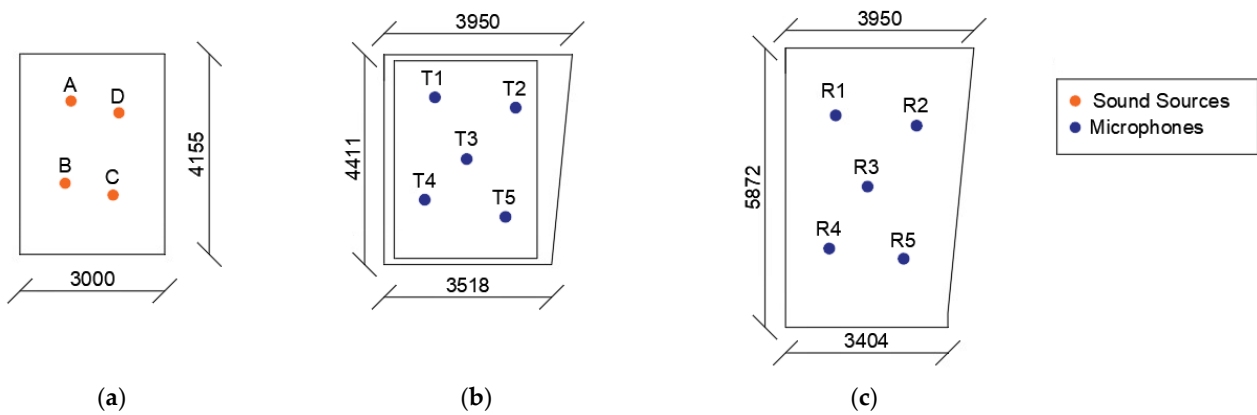 A
D
B
C
4155
3000
(a)
3950
T1
T2
T3
T4
T5
4411
3518
(b)
3950
R1
R2
R3
R4
R5
5872
3404
(c)
Sound Sources
Microphones